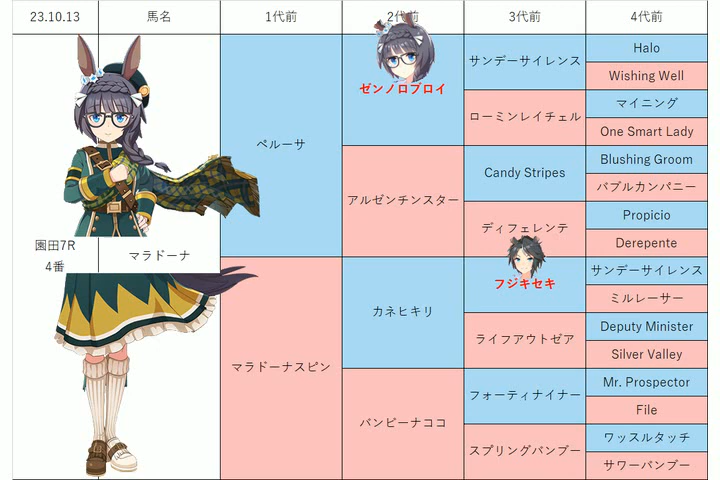 23.10.13 馬名 1代前 2代前 3代前 4代前
園田7R
4番
マラドーナ
ペルーサ
マラドーナスピン
ゼンノロブロイ
アルゼンチンスター
カネヒキリ
バンビーナココ
サンデーサイレンス
ローミンレイチェル
Candy Stripes
ディフェレンテ
フジキセキ
ライフアウトゼア
フォーティナイナー
スプリングバンブー
Halo
Wishing Well
マイニング
One Smart Lady
Blushing Groom
バブルカンパニー
Propicio
Derepente
サンデーサイレンス
ミルレーサー
Deputy Minister
Silver Valley
Mr. Prospector
File
ワッスルタッチ
サワーバンブー